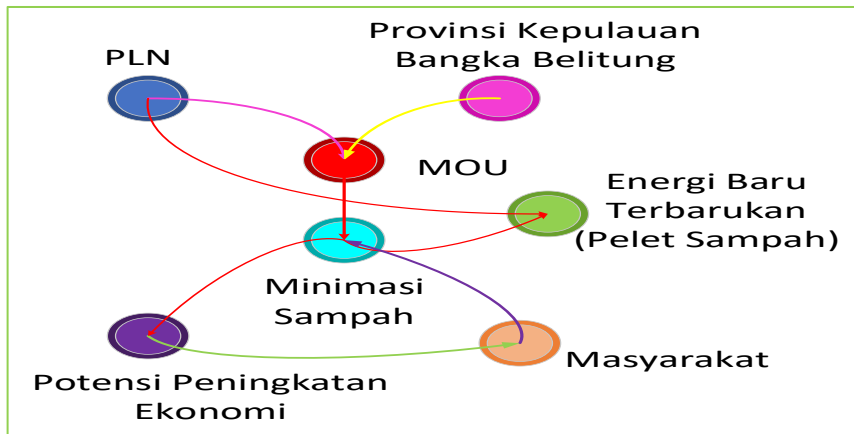 PLN
Provinsi Kepulauan
Bangka Belitung
MOU
Energi Baru
Terbarukan
(Pelet Sampah)
Minimasi
Sampah
Masyarakat
Potensi Peningkatan
Ekonomi